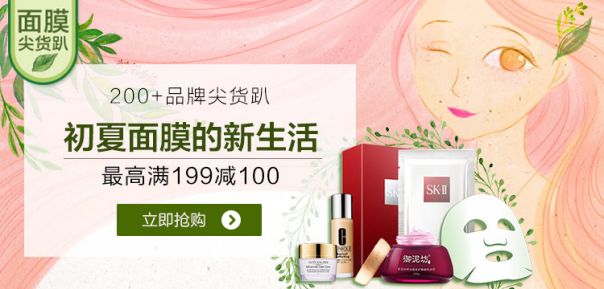 面膜
尖货趴
200+品牌尖货趴
初夏面膜的新生活
最高满199减100
立即抢购
SK-II
CLINIQUE
御泥坊